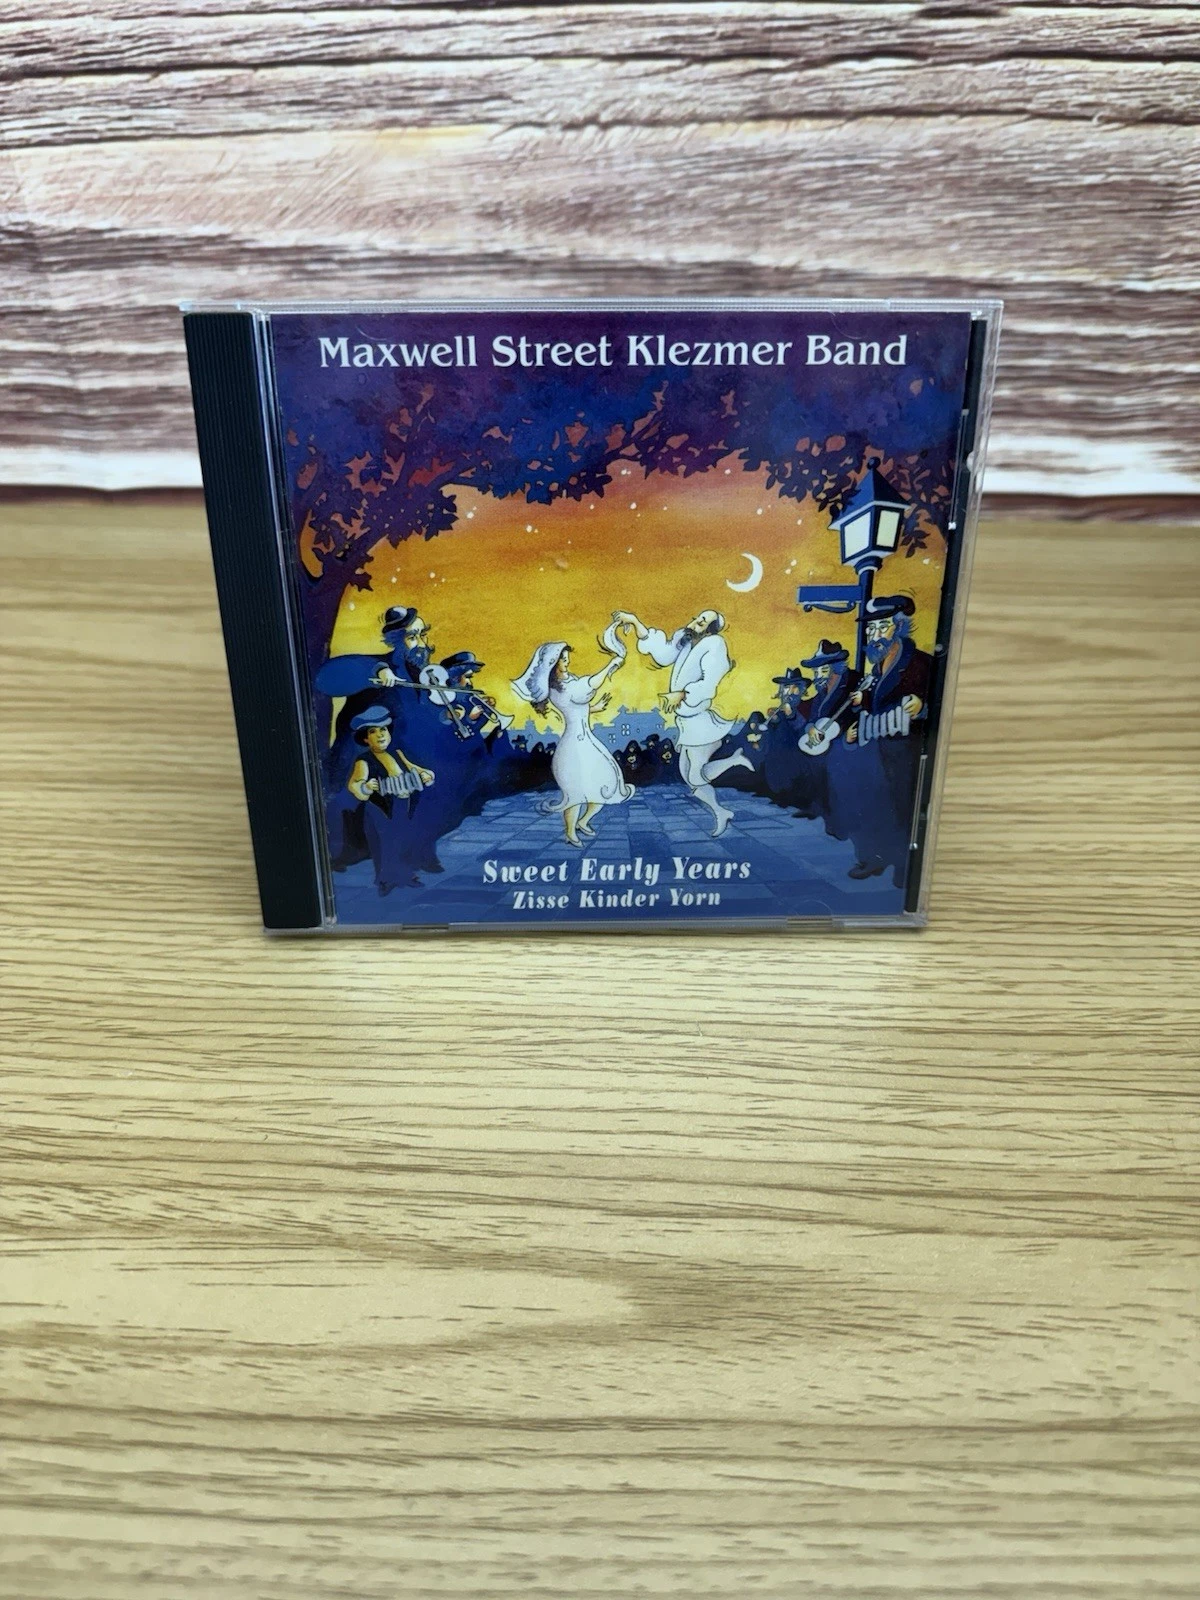 Maxwell Street Klezmer Band
Sweet Early Years
Zisse Kinder Yorn